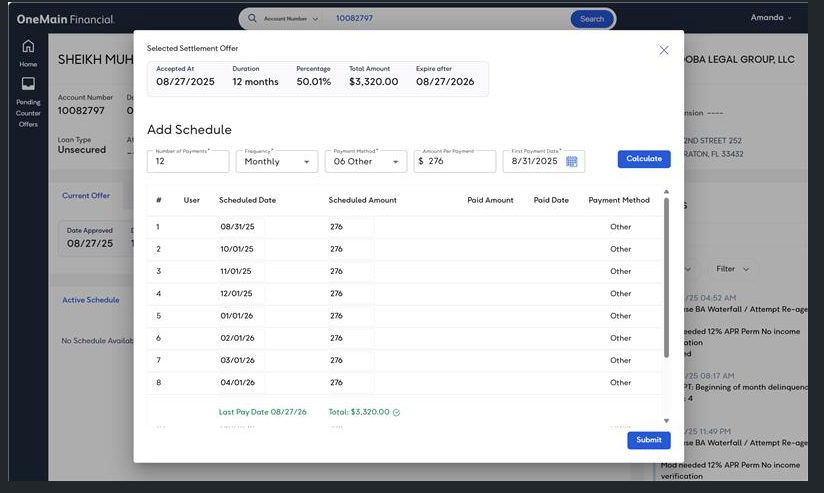 OneMain Financial.
Account Number
10082797
Search
Amanda
Home
Pending
Counter
Offers
SHEIKH MUH
OOBA LEGAL GROUP, LLC
Account Number
10082797
Loan Type
Unsecured
nsion ----
2ND STREET 252
RATON, FL 33432
Current Offer
Date Approved
08/27/25
Active Schedule
No Schedule Availab
Selected Settlement Offer
Accepted At
Duration
Percentage
Total Amount
Expire after
08/27/2025
12 months
50.01%
$3,320.00
08/27/2026
Add Schedule
Number of Payments*
12
Frequency*
Monthly
Payment Method*
06 Other
Amount Per Payment
$ 276
First Payment Date*
8/31/2025
Calculate
# User Scheduled Date Scheduled Amount Paid Amount Paid Date Payment Method
1 08/31/25 276 Other
2 10/01/25 276 Other
3 11/01/25 276 Other
4 12/01/25 276 Other
5 01/01/26 276 Other
6 02/01/26 276 Other
7 03/01/26 276 Other
8 04/01/26 276 Other
Last Pay Date 08/27/26 Total: $3,320.00
Submit
Filter
/25 04:52 AM
ase BA Waterfall / Attempt Re-age
eeded 12% APR Perm No income
ation
ed
/25 08:17 AM
PT: Beginning of month delinquenc
: 4
/25 11:49 PM
ase BA Waterfall / Attempt Re-age
Mod needed 12% APR Perm No income
verification